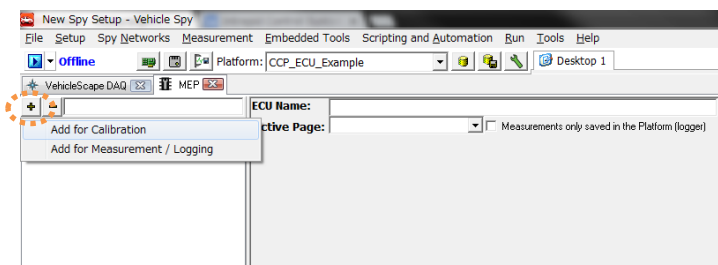 New Spy Setup - Vehicle Spy
File Setup Spy Networks Measurement Embedded Tools Scripting and Automation Run Tools Help
Offline Platform: CCP_ECU_Example Desktop 1
VehicleScape DAQ MEP
ECU Name:
Add for Calibration
ctive Page: Measurements only saved in the Platform (logger)
Add for Measurement / Logging